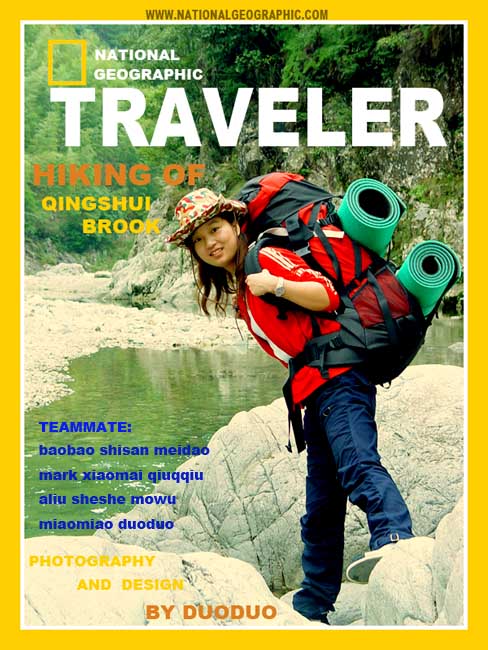 WWW.NATIONALGEOGRAPHIC.COM
NATIONAL
GEOGRAPHIC
TRAVELER
HIKING OF
QINGSHUI
BROOK
TEAMMATE:
baobao shisan meidao
mark xiaomai qiuqqiu
aliu sheshe mowu
miaomiao duoduo
PHOTOGRAPHY
AND DESIGN
BY DUODUO